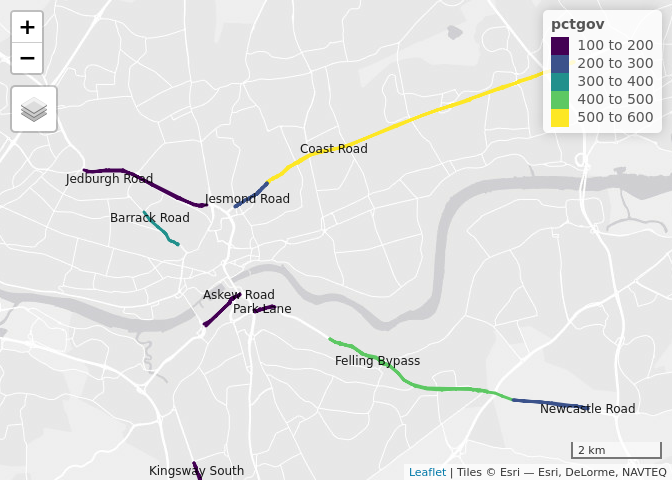 +
−
pctgov
100 to 200
200 to 300
300 to 400
400 to 500
500 to 600
Coast Road
Jedburgh Road
Jesmond Road
Barrack Road
Askew Road
Park Lane
Felling Bypass
Newcastle Road
2 km
Kingsway South
Leaflet | Tiles © Esri — Esri, DeLorme, NAVTEQ